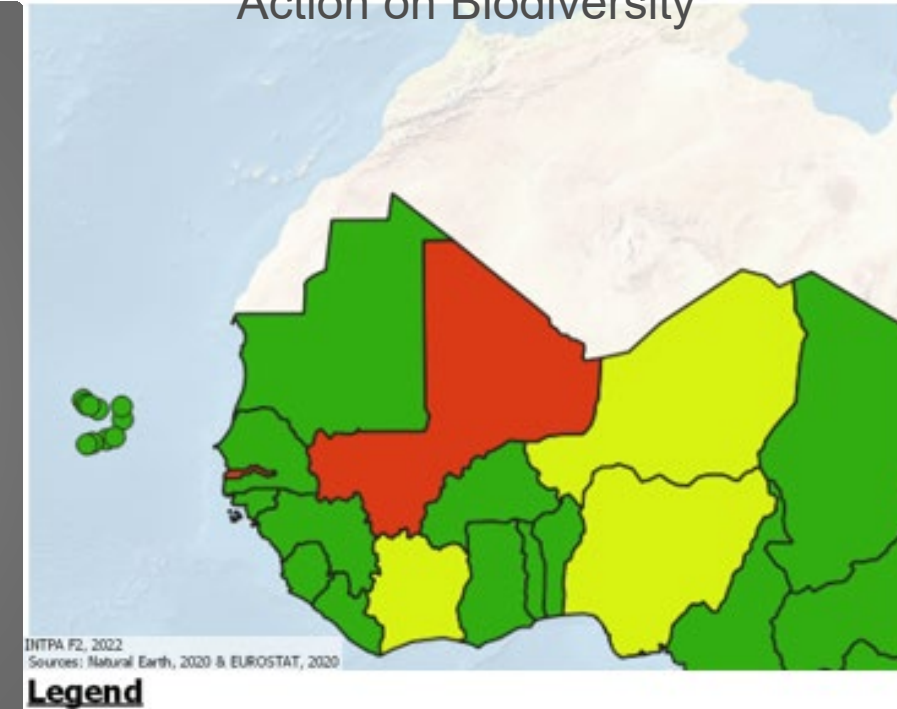 Action on Biodiversity
INTPA F2, 2022
Sources: Natural Earth, 2020 & EUROSTAT, 2020
Legend